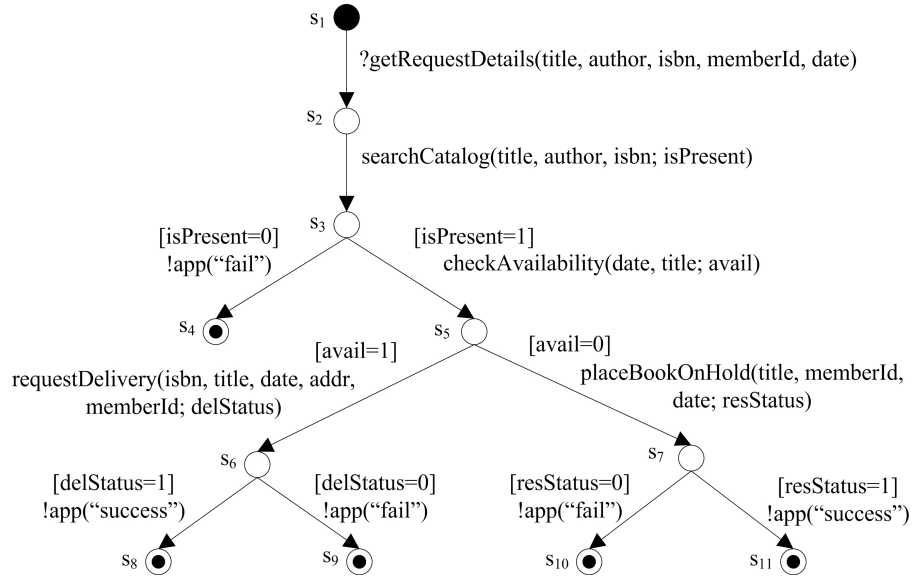 s1
?getRequestDetails(title, author, isbn, memberId, date)
s2
searchCatalog(title, author, isbn; isPresent)
s3
[isPresent=0]
!app(“fail”)
[isPresent=1]
checkAvailability(date, title; avail)
s4
s5
[avail=1]
requestDelivery(isbn, title, date, addr,
memberId; delStatus)
[avail=0]
placeBookOnHold(title, memberId,
date; resStatus)
s6
s7
[delStatus=1]
!app(“success”)
[delStatus=0]
!app(“fail”)
[resStatus=0]
!app(“fail”)
[resStatus=1]
!app(“success”)
s8
s9
s10
s11